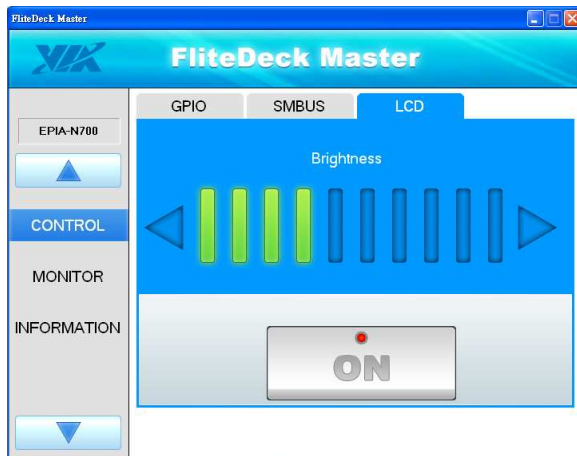 FliteDeck Master
VIA
FliteDeck Master
GPIO
SMBUS
LCD
EPIA-N700
Brightness
CONTROL
MONITOR
INFORMATION
ON